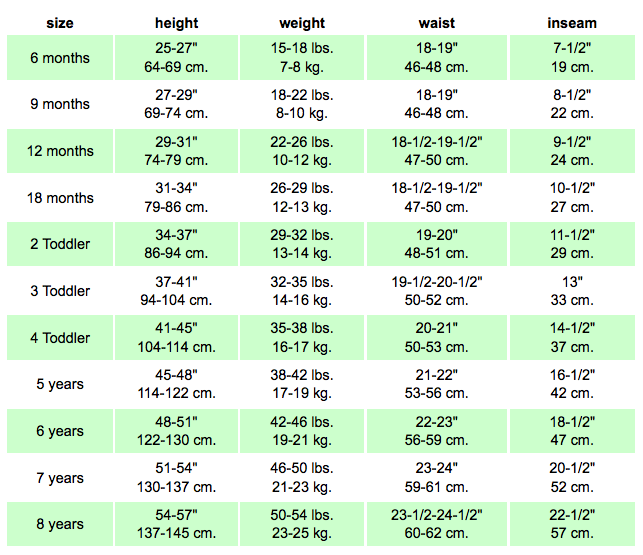 size height weight waist inseam
6 months 25-27" 15-18 lbs. 18-19" 7-1/2"
64-69 cm. 7-8 kg. 46-48 cm. 19 cm.
9 months 27-29" 18-22 lbs. 18-19" 8-1/2"
69-74 cm. 8-10 kg. 46-48 cm. 22 cm.
12 months 29-31" 22-26 lbs. 18-1/2-19-1/2" 9-1/2"
74-79 cm. 10-12 kg. 47-50 cm. 24 cm.
18 months 31-34" 26-29 lbs. 18-1/2-19-1/2" 10-1/2"
79-86 cm. 12-13 kg. 47-50 cm. 27 cm.
2 Toddler 34-37" 29-32 lbs. 19-20" 11-1/2"
86-94 cm. 13-14 kg. 48-51 cm. 29 cm.
3 Toddler 37-41" 32-35 lbs. 19-1/2-20-1/2" 13"
94-104 cm. 14-16 kg. 50-52 cm. 33 cm.
4 Toddler 41-45" 35-38 lbs. 20-21" 14-1/2"
104-114 cm. 16-17 kg. 50-53 cm. 37 cm.
5 years 45-48" 38-42 lbs. 21-22" 16-1/2"
114-122 cm. 17-19 kg. 53-56 cm. 42 cm.
6 years 48-51" 42-46 lbs. 22-23" 18-1/2"
122-130 cm. 19-21 kg. 56-59 cm. 47 cm.
7 years 51-54" 46-50 lbs. 23-24" 20-1/2"
130-137 cm. 21-23 kg. 59-61 cm. 52 cm.
8 years 54-57" 50-54 lbs. 23-1/2-24-1/2" 22-1/2"
137-145 cm. 23-25 kg. 60-62 cm. 57 cm.